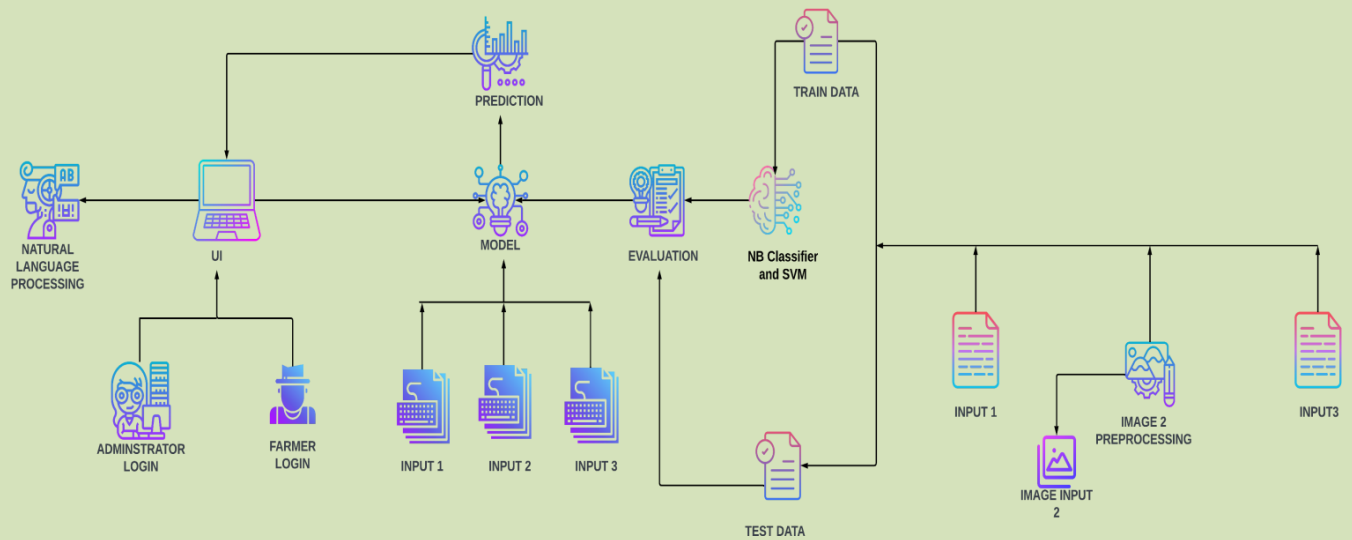 PREDICTION
TRAIN DATA
NATURAL
LANGUAGE
PROCESSING
UI
MODEL
EVALUATION
NB Classifier
and SVM
ADMINSTRATOR
LOGIN
FARMER
LOGIN
INPUT 1
INPUT 2
INPUT 3
TEST DATA
INPUT 1
IMAGE 2
PREPROCESSING
IMAGE INPUT
2
INPUT3
AB